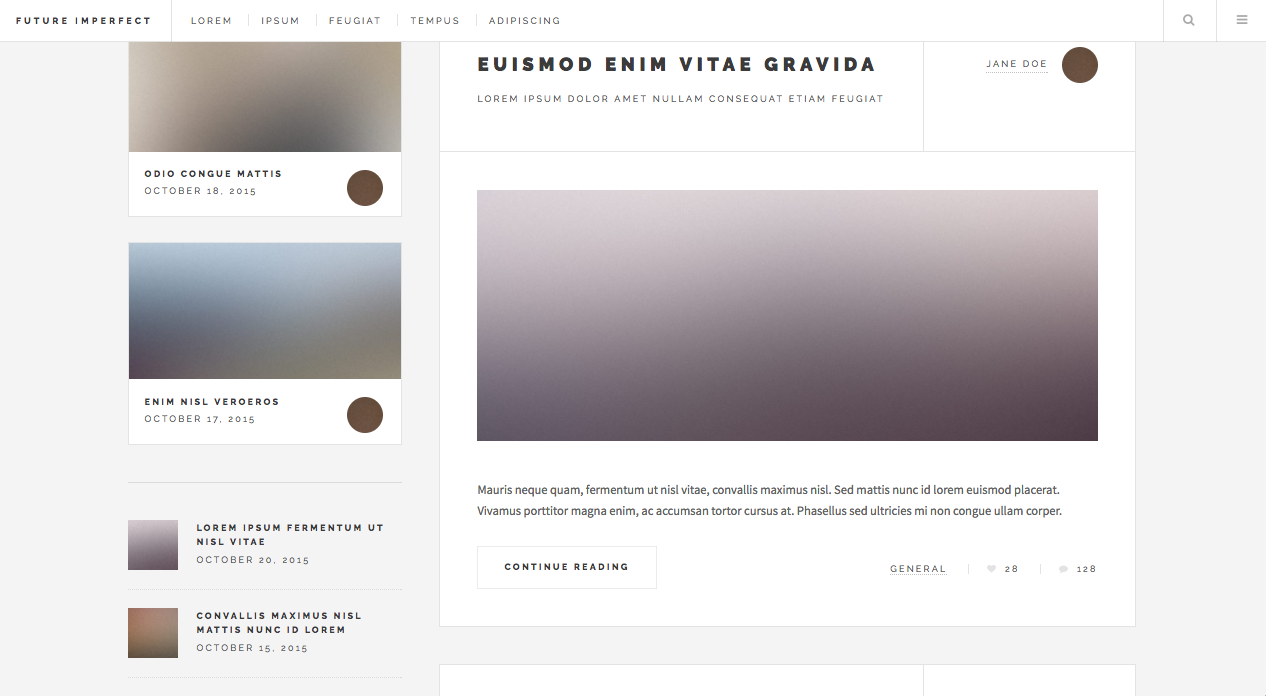 FUTURE IMPERFECT
LOREM
IPSUM
FEUGIAT
TEMPUS
ADIPISCING
ODIO CONGUE MATTIS
OCTOBER 18, 2015
ENIM NISL VEROEROS
OCTOBER 17, 2015
LOREM IPSUM FERMENTUM UT
NISL VITAE
OCTOBER 20, 2015
CONVALLIS MAXIMUS NISL
MATTIS NUNC ID LOREM
OCTOBER 15, 2015
EUISMOD ENIM VITAE GRAVIDA
LOREM IPSUM DOLOR AMET NULLAM CONSEQUAT ETIAM FEUGIAT
JANE DOE
Mauris neque quam, fermentum ut nisl vitae, convallis maximus nisl. Sed mattis nunc id lorem euismod placerat.
Vivamus porttitor magna enim, ac accumsan tortor cursus at. Phasellus sed ultricies mi non congue ullam corper.
CONTINUE READING
GENERAL
28
128